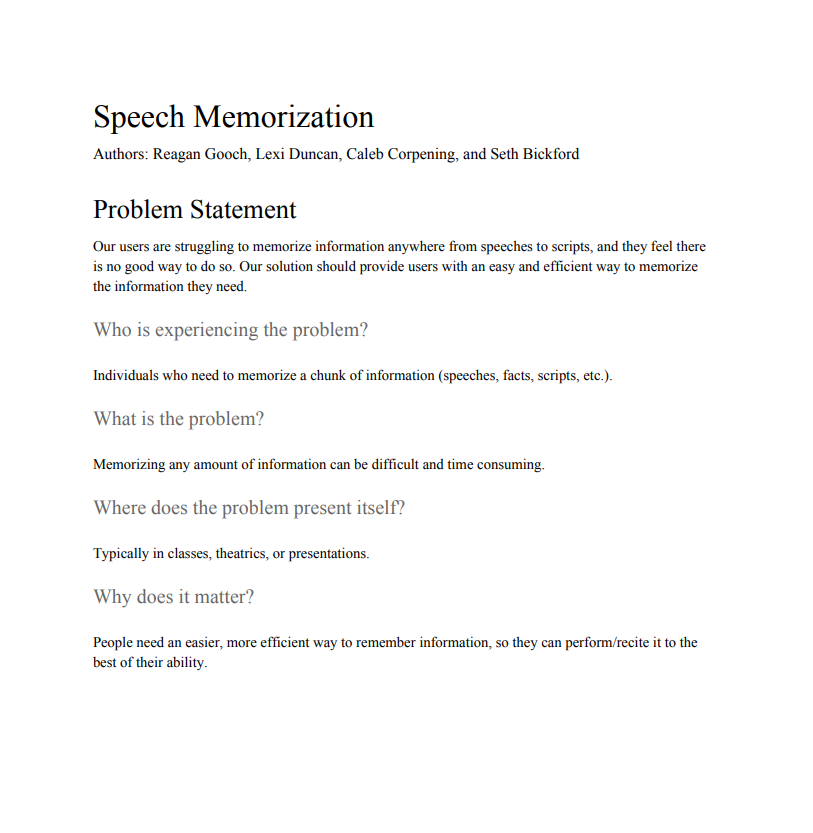 Speech Memorization
Authors: Reagan Gooch, Lexi Duncan, Caleb Corpening, and Seth Bickford
Problem Statement
Our users are struggling to memorize information anywhere from speeches to scripts, and they feel there
is no good way to do so. Our solution should provide users with an easy and efficient way to memorize
the information they need.
Who is experiencing the problem?
Individuals who need to memorize a chunk of information (speeches, facts, scripts, etc.).
What is the problem?
Memorizing any amount of information can be difficult and time consuming.
Where does the problem present itself?
Typically in classes, theatrics, or presentations.
Why does it matter?
People need an easier, more efficient way to remember information, so they can perform/recite it to the
best of their ability.